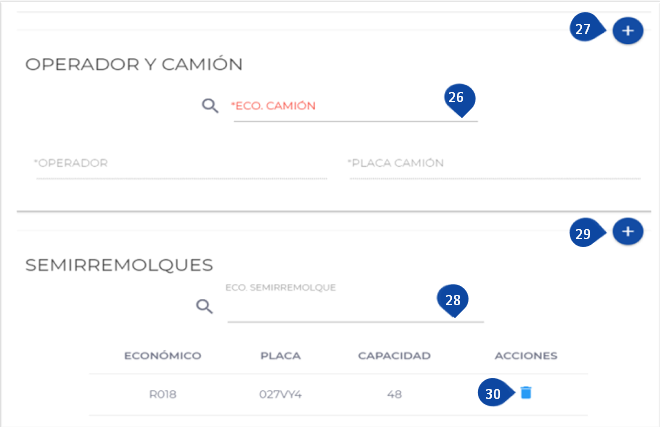 27 +
OPERADOR Y CAMIÓN
26
*ECO. CAMIÓN
*OPERADOR *PLACA CAMIÓN
29 +
SEMIRREMOLQUES
ECO. SEMIRREMOLQUE
28
ECONÓMICO PLACA CAPACIDAD ACCIONES
R018 027VY4 48 30